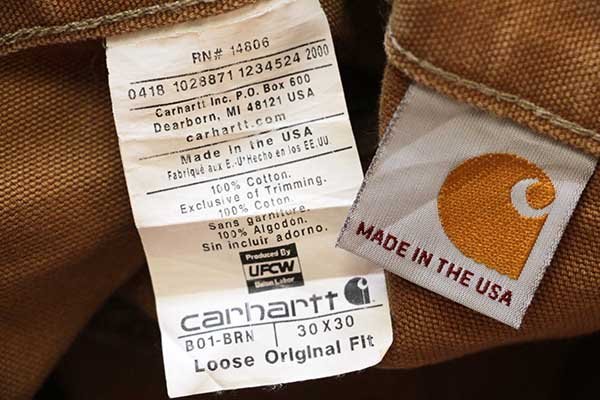 RN# 14806
0418 1028871 1234524 2000
Carhartt Inc. P.O. Box 600
Dearborn, MI 48121 USA
carhartt.com
Made in the USA
Fabriqué aux E.-U•Hecho en los EE.UU.
100% Cotton.
Exclusive of Trimming.
100% Coton.
Sans garniture.
100% Algodon.
Sin incluir adorno.
Produced By
UFCW
Union Labor
carhartt
B01-BRN 30X30
Loose Original Fit
MADE IN THE USA